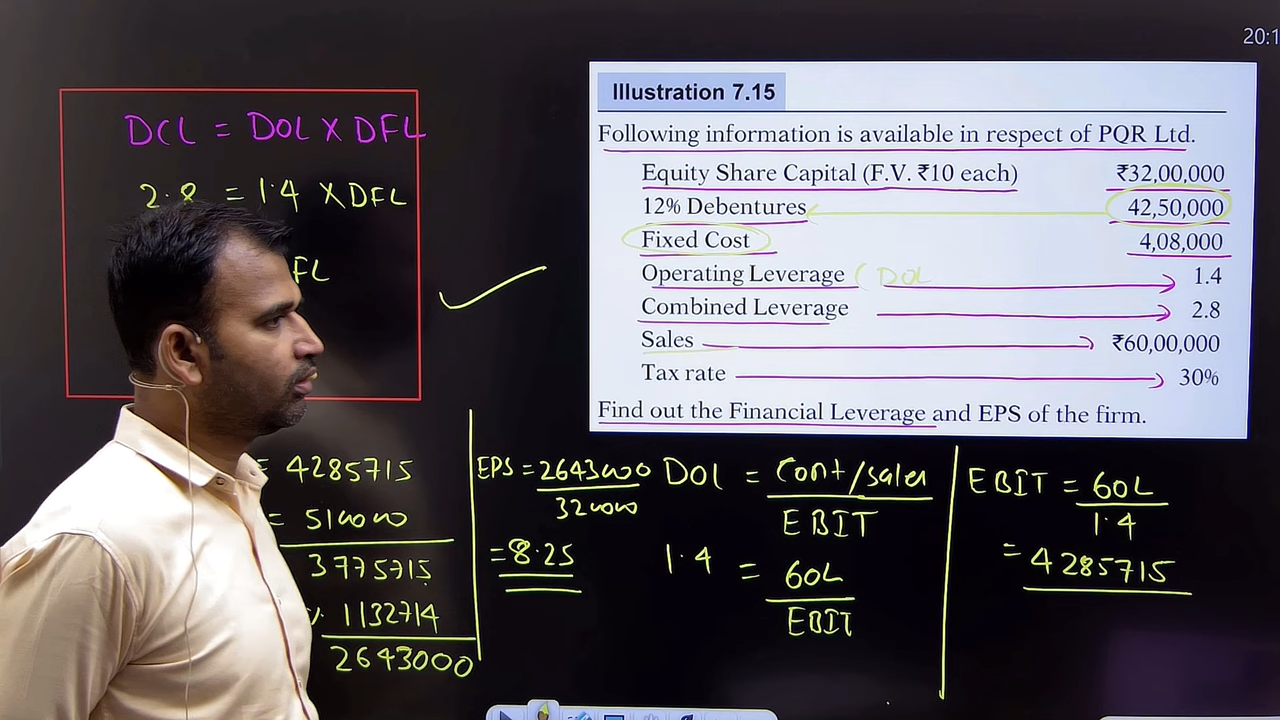 20:1
DCL = DOL X DFL
2.8 = 1.4 X DFL
FL
Illustration 7.15
Following information is available in respect of PQR Ltd.
Equity Share Capital (F.V. ₹10 each) ₹32,00,000
12% Debentures 42,50,000
Fixed Cost 4,08,000
Operating Leverage ( DOL 1.4
Combined Leverage 2.8
Sales ₹60,00,000
Tax rate 30%
Find out the Financial Leverage and EPS of the firm.
= 4285715
= 510000
3775715
1132714
2643000
EPS = 2643000
320000
= 8.25
DOL = Cont/sales
EBIT
1.4 = 60L
EBIT
EBIT = 60L
1.4
= 4285715